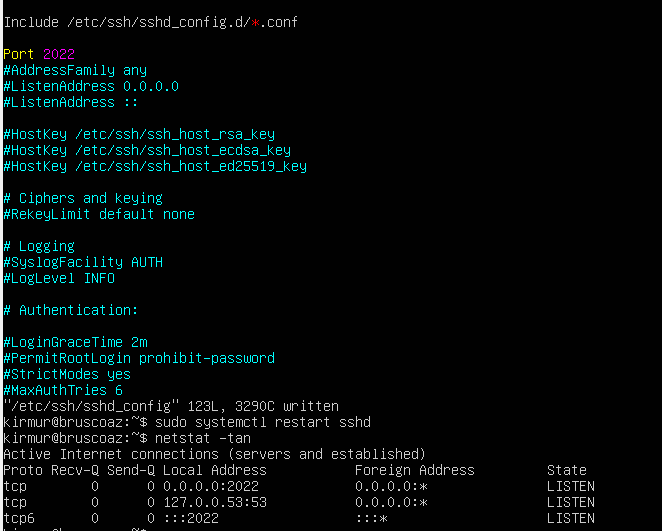 Include /etc/ssh/sshd_config.d/*.conf
Port 2022
#AddressFamily any
#ListenAddress 0.0.0.0
#ListenAddress ::
#HostKey /etc/ssh/ssh_host_rsa_key
#HostKey /etc/ssh/ssh_host_ecdsa_key
#HostKey /etc/ssh/ssh_host_ed25519_key
# Ciphers and keying
#RekeyLimit default none
# Logging
#SyslogFacility AUTH
#LogLevel INFO
# Authentication:
#LoginGraceTime 2m
#PermitRootLogin prohibit-password
#StrictModes yes
#MaxAuthTries 6
"/etc/ssh/sshd_config" 123L, 3290C written
kirmur@bruscoaz:~$ sudo systemctl restart sshd
kirmur@bruscoaz:~$ netstat -tan
Active Internet connections (servers and established)
Proto Recv-Q Send-Q Local Address Foreign Address State
tcp 0 0 0.0.0.0:2022 0.0.0.0:* LISTEN
tcp 0 0 127.0.0.53:53 0.0.0.0:* LISTEN
tcp6 0 0 :::2022 :::* LISTEN